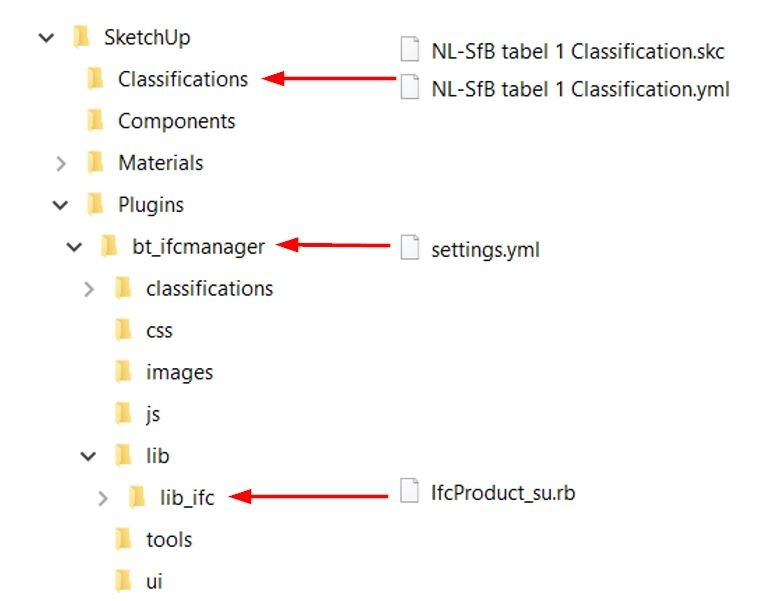 SketchUp
NL-SfB tabel 1 Classification.skc
Classifications
NL-SfB tabel 1 Classification.yml
Components
Materials
Plugins
bt_ifcmanager
settings.yml
classifications
css
images
js
lib
lib_ifc
IfcProduct_su.rb
tools
ui